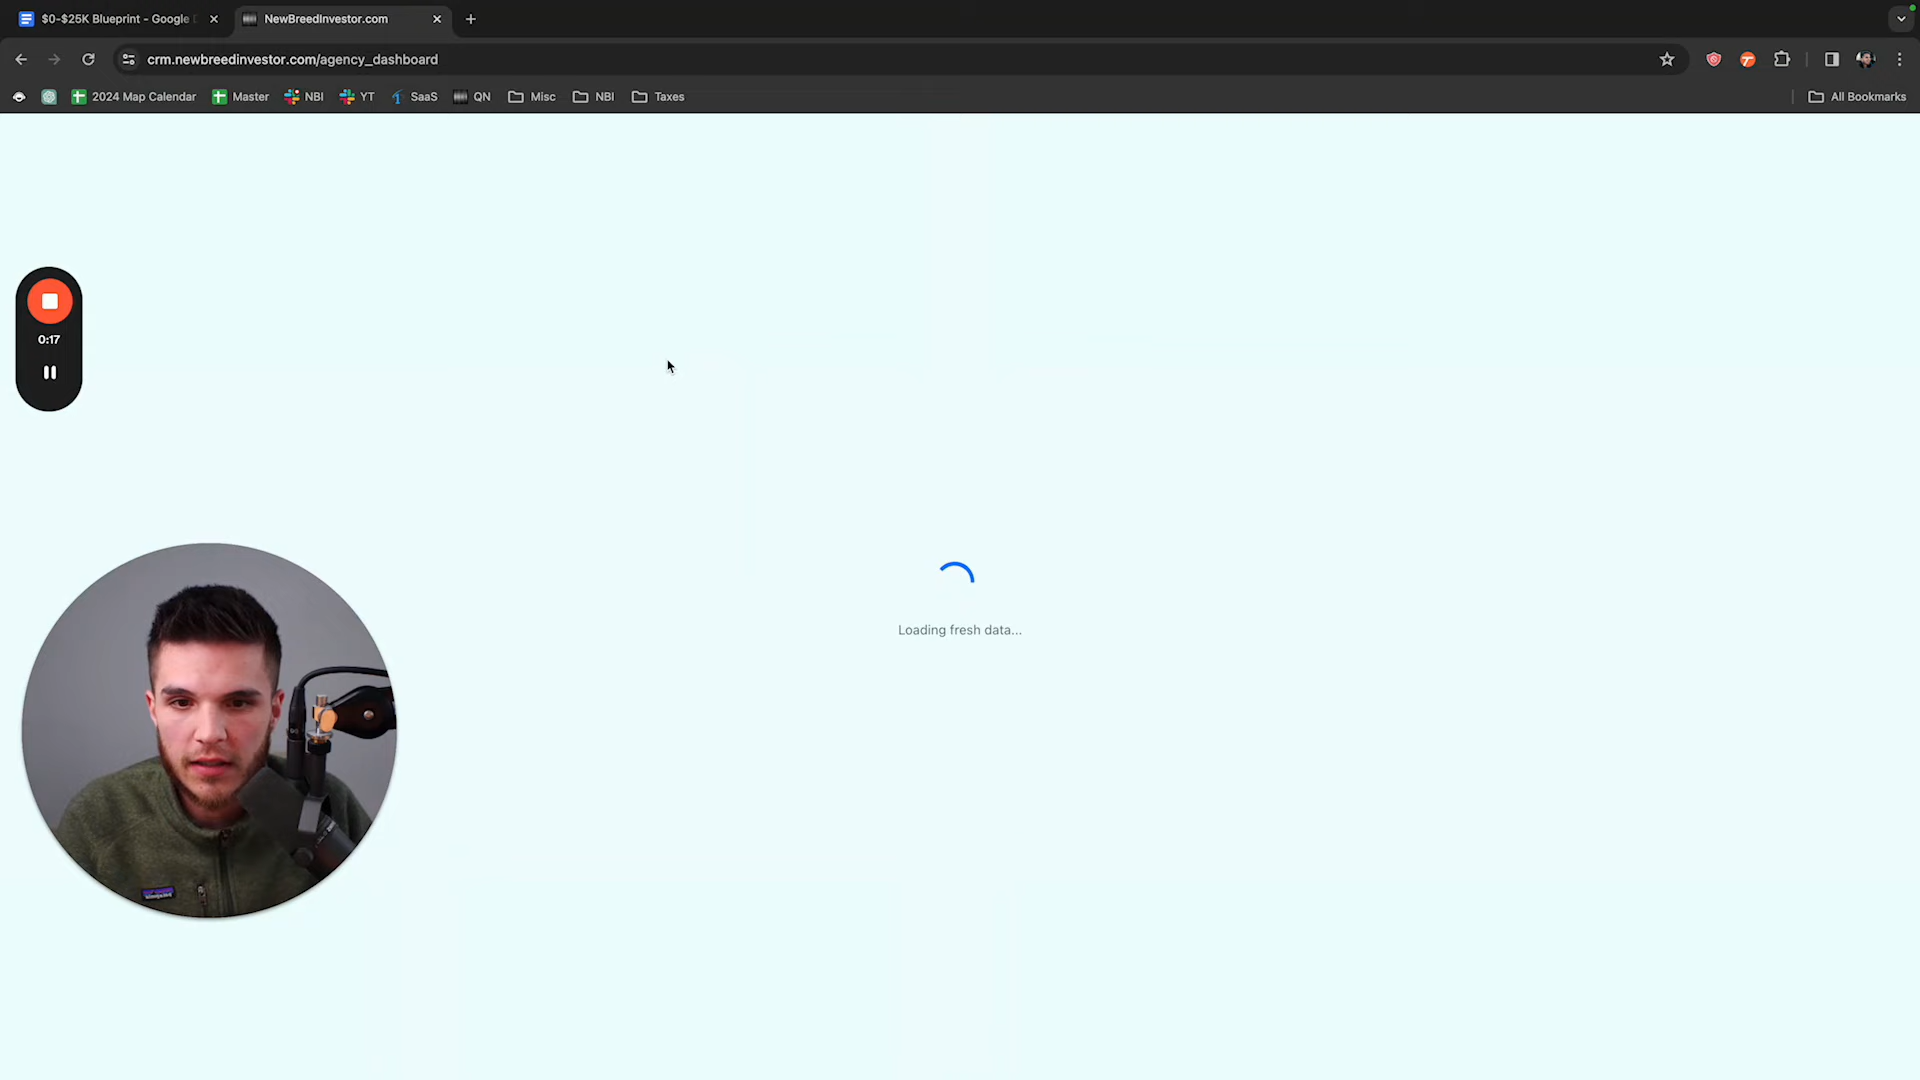 $0-$25K Blueprint - Google
NewBreedInvestor.com
crm.newbreedinvestor.com/agency_dashboard
2024 Map Calendar
Master
NBI
YT
SaaS
QN
Misc
NBI
Taxes
All Bookmarks
0:17
Loading fresh data...